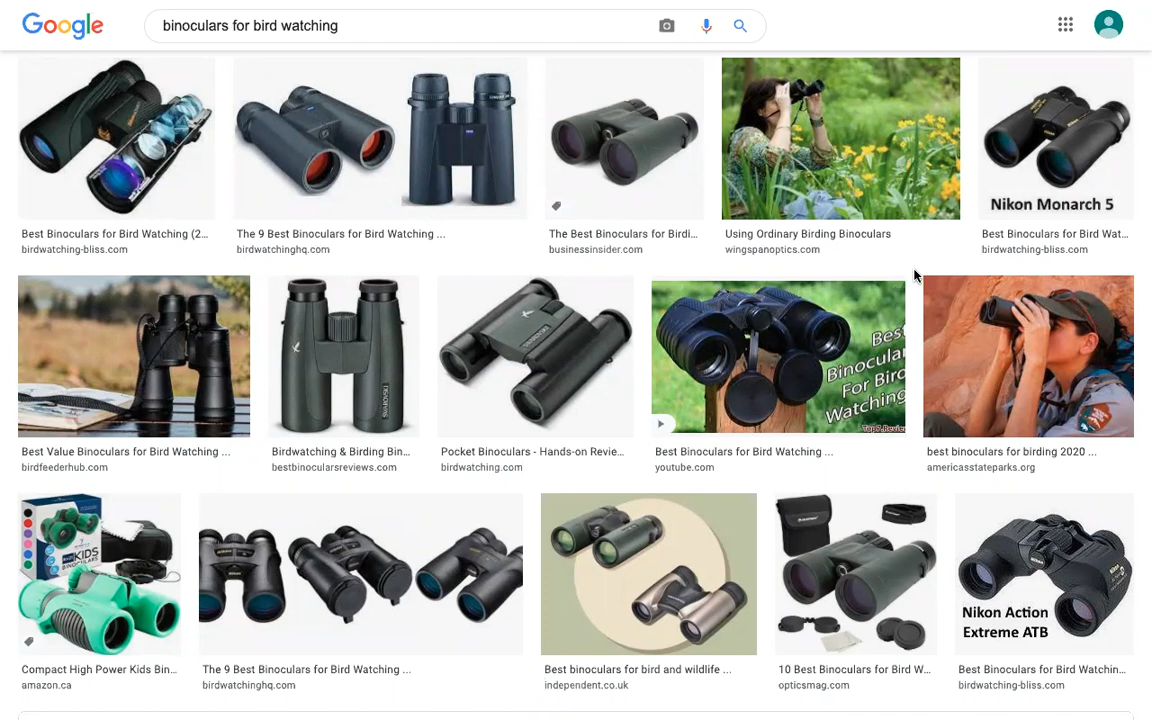 Google
binoculars for bird watching
Nikon Monarch 5
Best Binoculars for Bird Watching (2...
birdwatching-bliss.com
The 9 Best Binoculars for Bird Watching ...
birdwatchinghq.com
The Best Binoculars for Birdi...
businessinsider.com
Using Ordinary Birding Binoculars
wingspanoptics.com
Best Binoculars for Bird Wat...
birdwatching-bliss.com
Best
Binocular
For Bird
Watching
Best Value Binoculars for Bird Watching ...
birdfeederhub.com
Birdwatching & Birding Bin...
bestbinocularsreviews.com
Pocket Binoculars - Hands-on Revie...
birdwatching.com
Best Binoculars for Bird Watching ...
youtube.com
best binoculars for birding 2020 ...
americasstateparks.org
KIDS
Nikon Action
Extreme ATB
Compact High Power Kids Bin...
amazon.ca
The 9 Best Binoculars for Bird Watching ...
birdwatchinghq.com
Best binoculars for bird and wildlife ...
independent.co.uk
10 Best Binoculars for Bird W...
opticsmag.com
Best Binoculars for Bird Watchin...
birdwatching-bliss.com